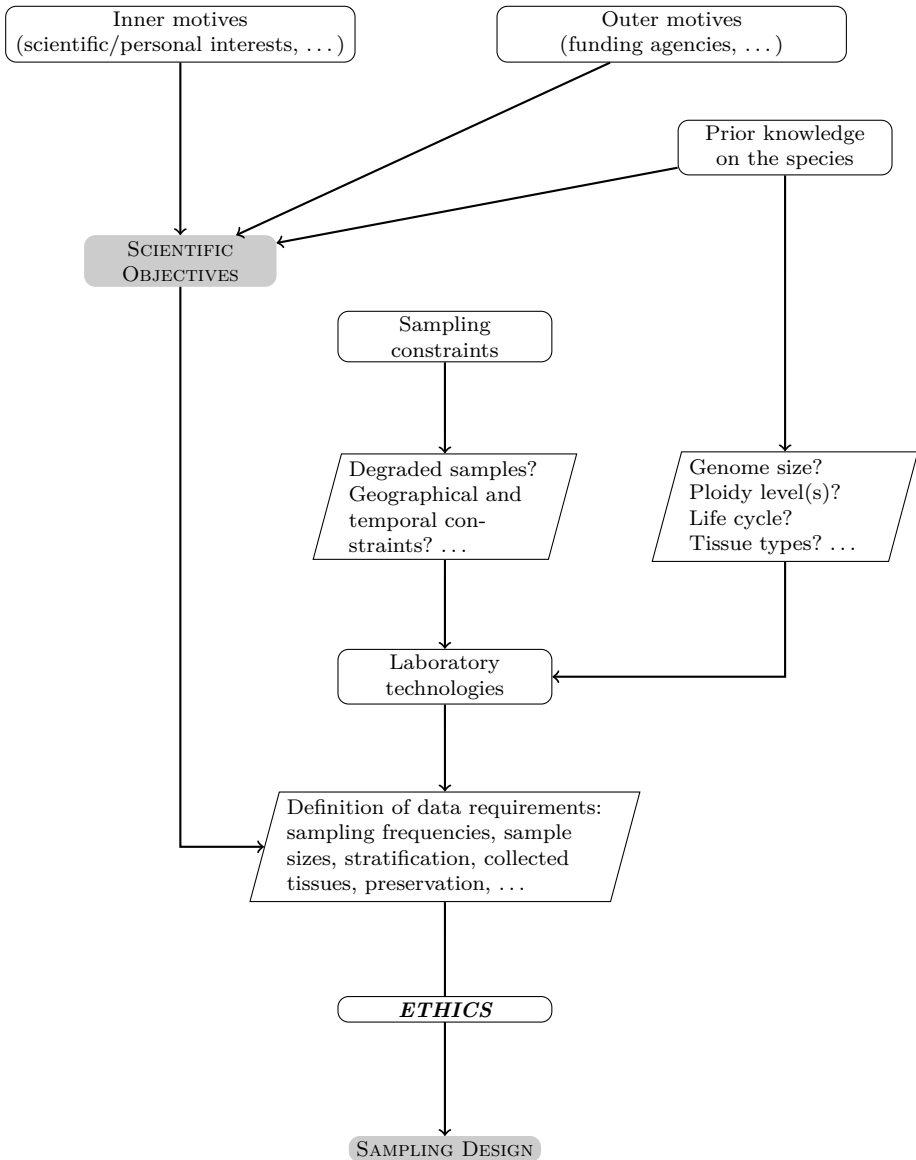 Inner motives
(scientific/personal interests, . . . )
Outer motives
(funding agencies, . . . )
Prior knowledge
on the species
SCIENTIFIC
OBJECTIVES
Sampling
constraints
Degraded samples?
Geographical and
temporal con-
straints? . . .
Genome size?
Ploidy level(s)?
Life cycle?
Tissue types? . . .
Laboratory
technologies
Definition of data requirements:
sampling frequencies, sample
sizes, stratification, collected
tissues, preservation, . . .
ETHICS
SAMPLING DESIGN